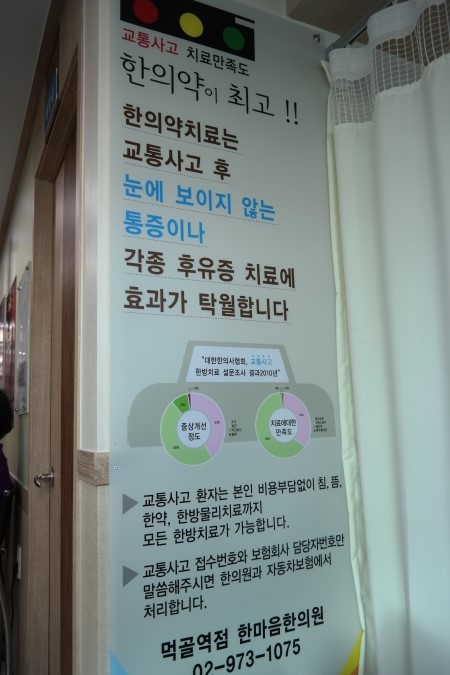 교통사고 치료만족도
한의약이 최고 !!
한의약치료는
교통사고 후
눈에 보이지 않는
통증이나
각종 후유증 치료에
효과가 탁월합니다
"대한한의사협회, 교통사고
한방치료 설문조사 결과2010년"
증상개선
정도
치료에대한
만족도
교통사고 환자는 본인 비용부담없이 침, 뜸,
한약, 한방물리치료까지
모든 한방치료가 가능합니다.
교통사고 접수번호와 보험회사 담당자번호만
말씀해주시면 한의원과 자동차보험에서
처리합니다.
먹골역점 한마음한의원
02-973-1075